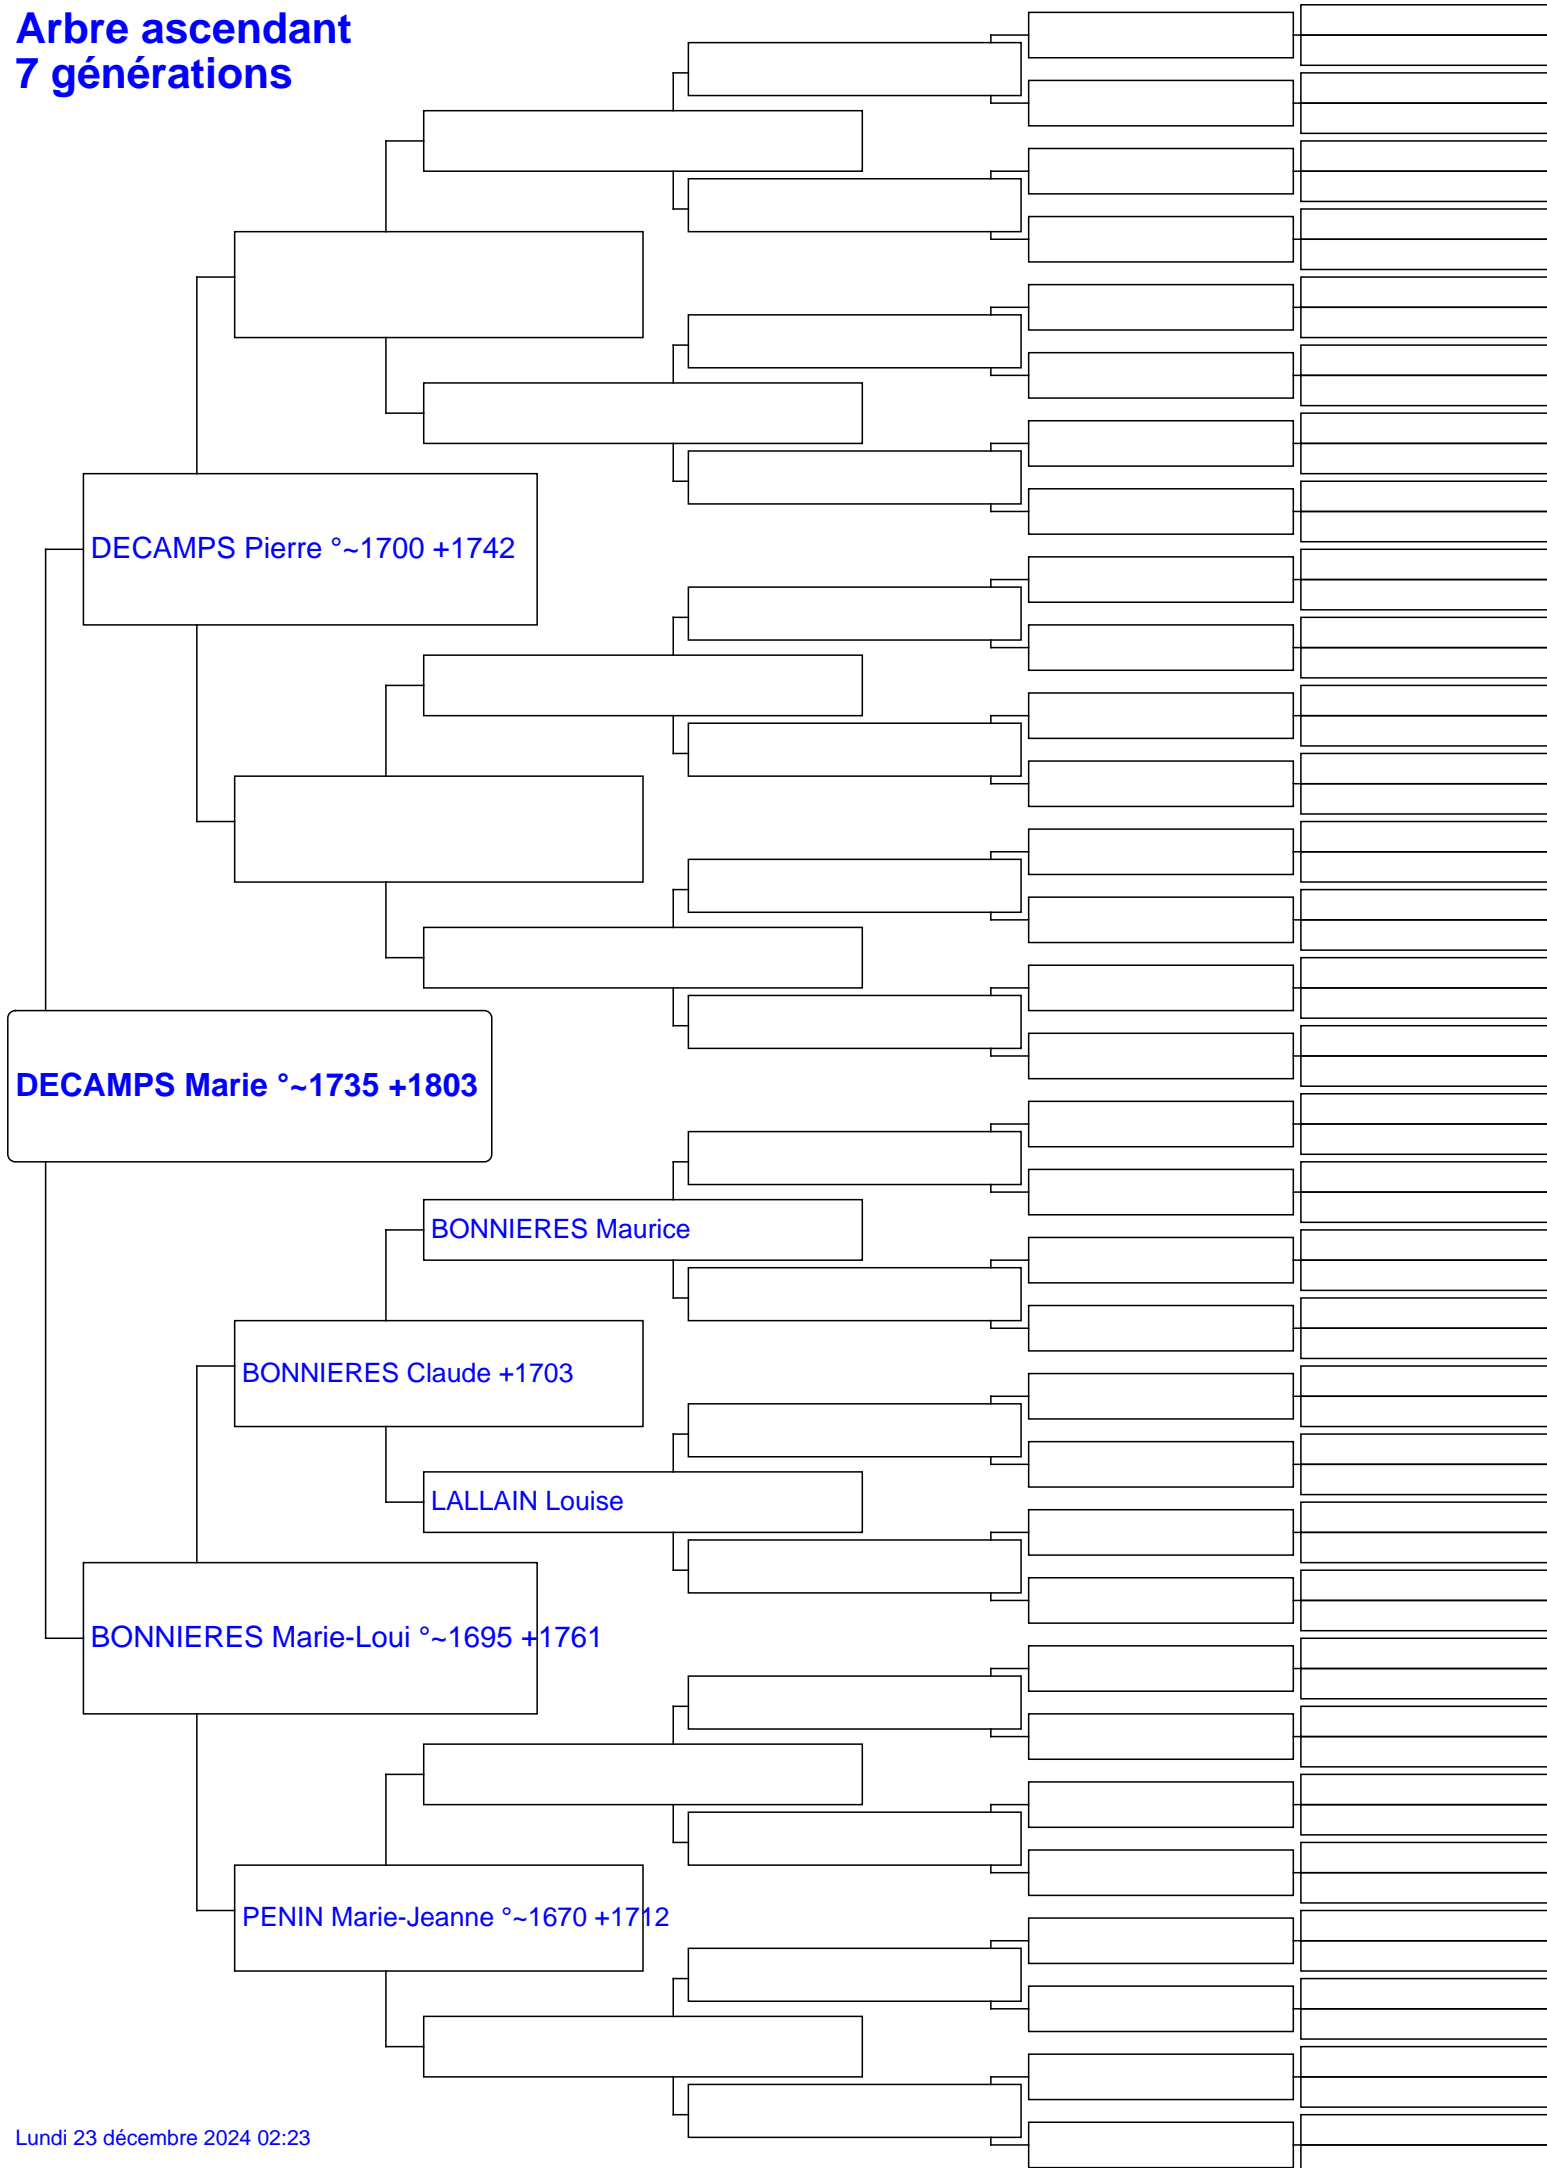 Arbre ascendant
7 générations
DECAMPS Pierre °~1700 +1742
DECAMPS Marie °~1735 +1803
BONNIERES Maurice
BONNIERES Claude +1703
LALLAIN Louise
BONNIERES Marie-Loui °~1695 +1761
PENIN Marie-Jeanne °~1670 +1712
Lundi 23 décembre 2024 02:23